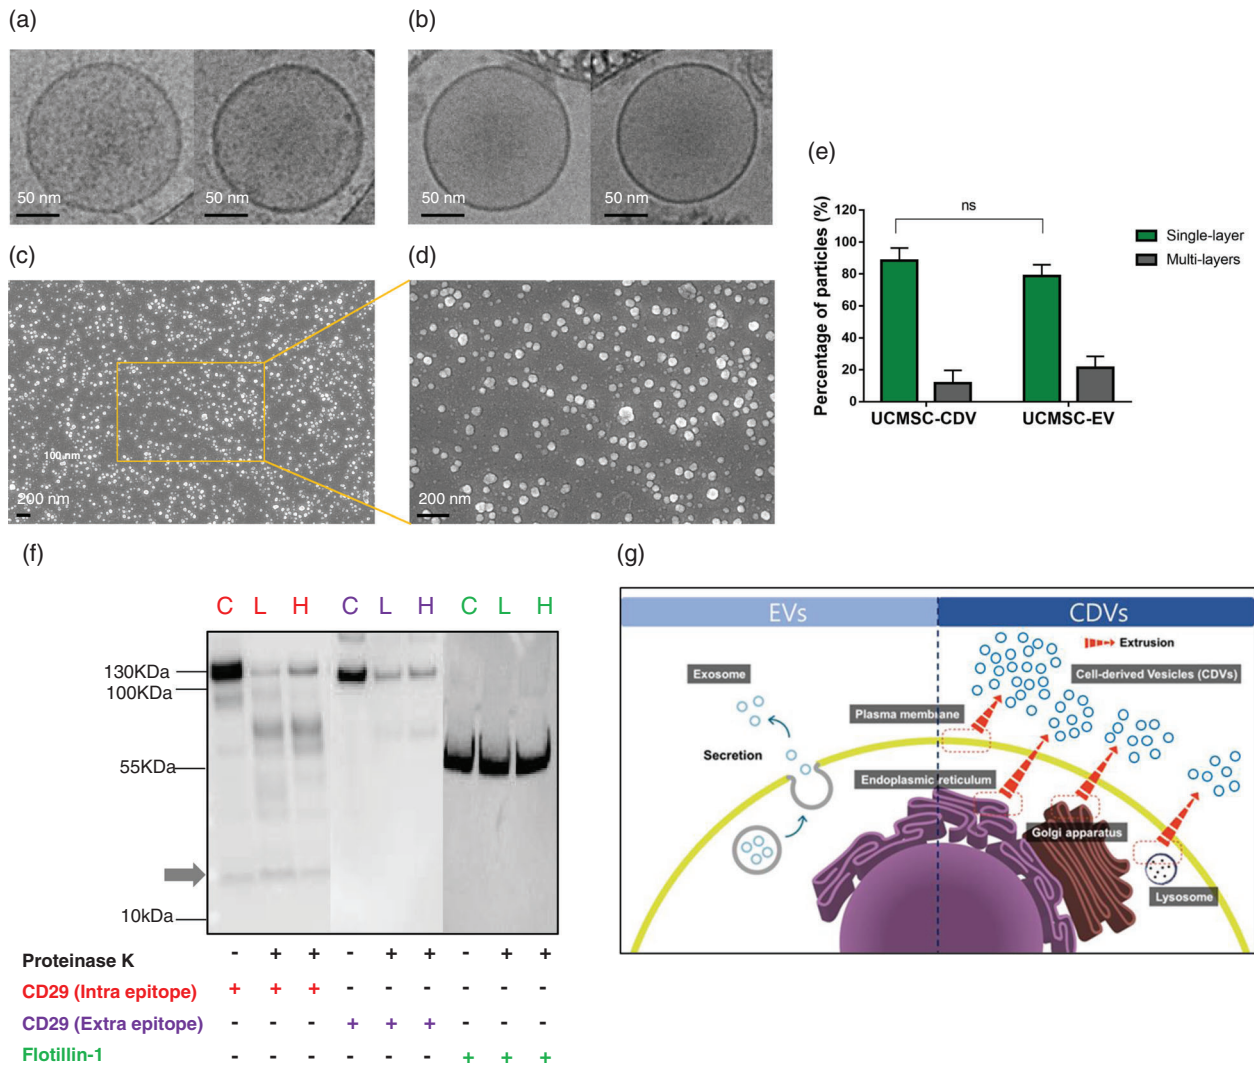 (a)
(b)
50 nm
50 nm
50 nm
50 nm
(c)
(d)
100 nm
200 nm
200 nm
(e)
ns
Percentage of particles (%)
120
100
80
60
40
20
0
UCMSC-CDV
UCMSC-EV
Single-layer
Multi-layers
(f)
C L H C L H C L H
130KDa
100KDa
55KDa
10kDa
Proteinase K - + + - + + - + +
CD29 (Intra epitope) + + + - - - - - -
CD29 (Extra epitope) - - - + + + - - -
Flotillin-1 - - - - - - + + +
(g)
EVs
CDVs
Extrusion
Exosome
Cell-derived Vesicles (CDVs)
Plasma membrane
Secretion
Endoplasmic reticulum
Golgi apparatus
Lysosome